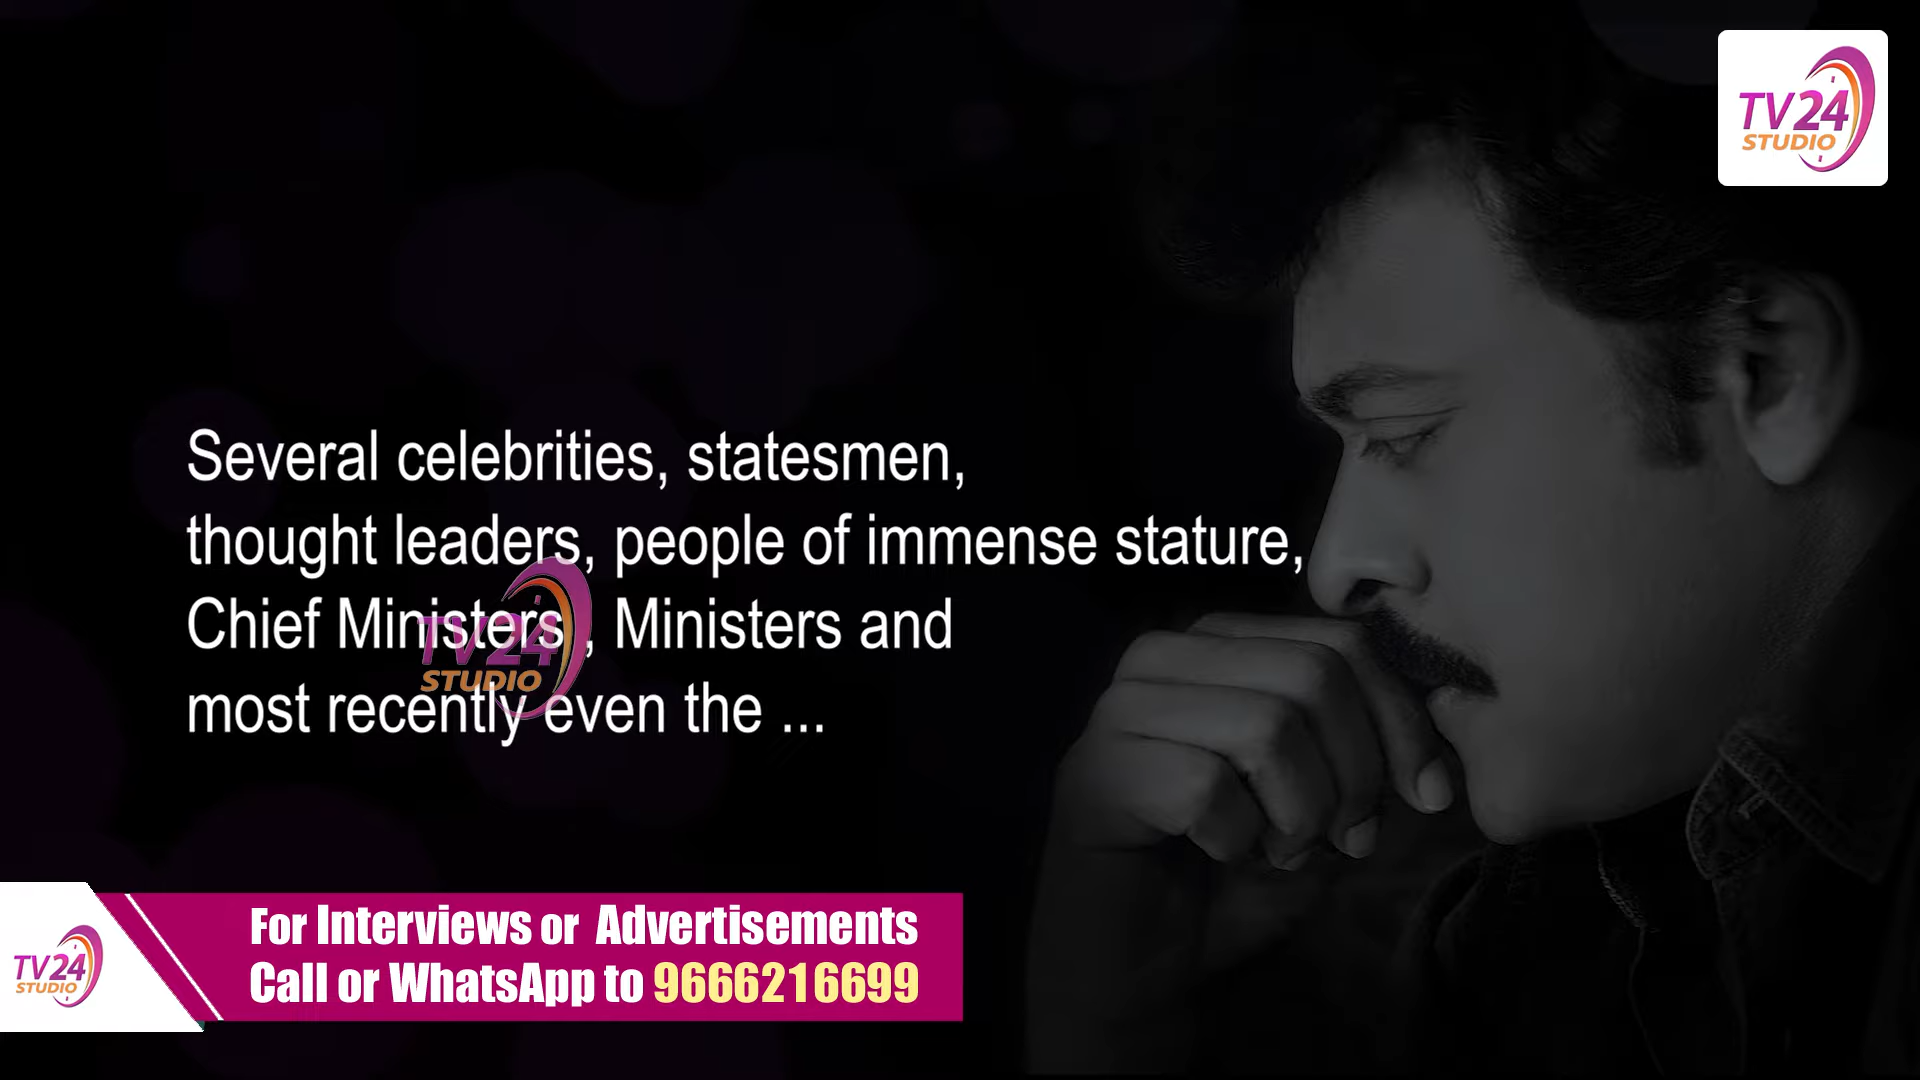 TV24
STUDIO
Several celebrities, statesmen,
thought leaders, people of immense stature,
Chief Ministers , Ministers and
most recently even the ...
TV24
STUDIO
For Interviews or Advertisements
Call or WhatsApp to 9666216699
TV24
STUDIO